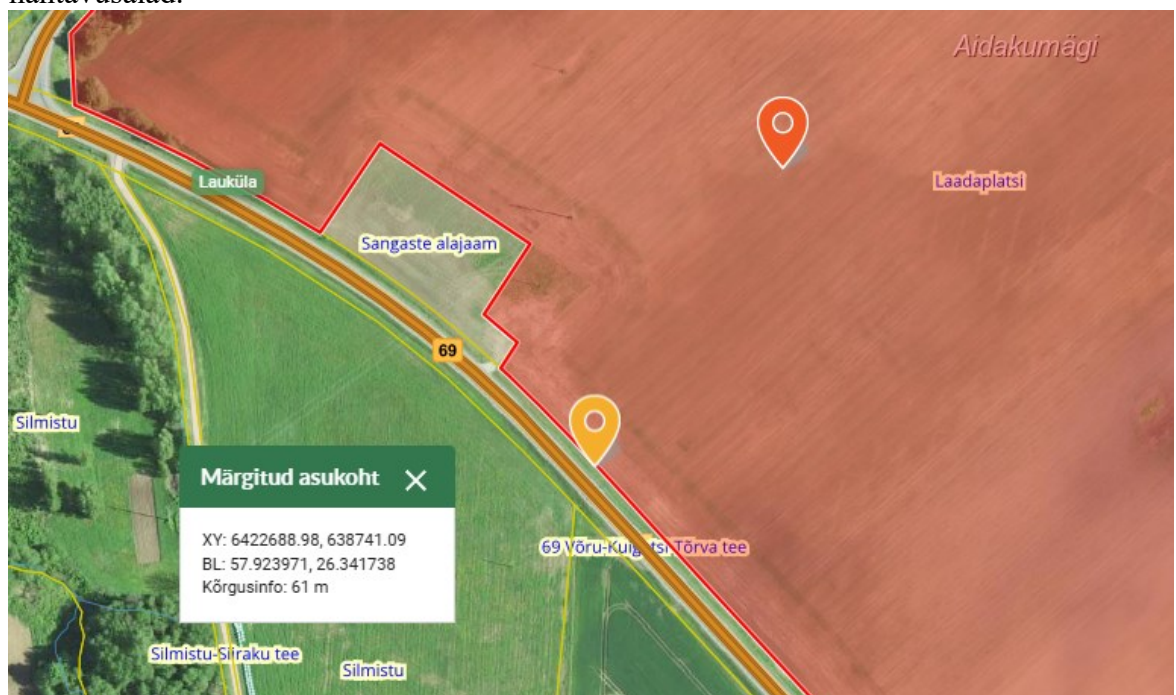 Aidakumägi
Laadaplatsi
Lauküla
Sangaste alajaam
69
Silmistu
Märgitud asukoht
XY: 6422688.98, 638741.09
BL: 57.923971, 26.341738
Kõrgusinfo: 61 m
69 Võru-Kuigatsi-Tõrva tee
Silmistu-Siiraku tee
Silmistu